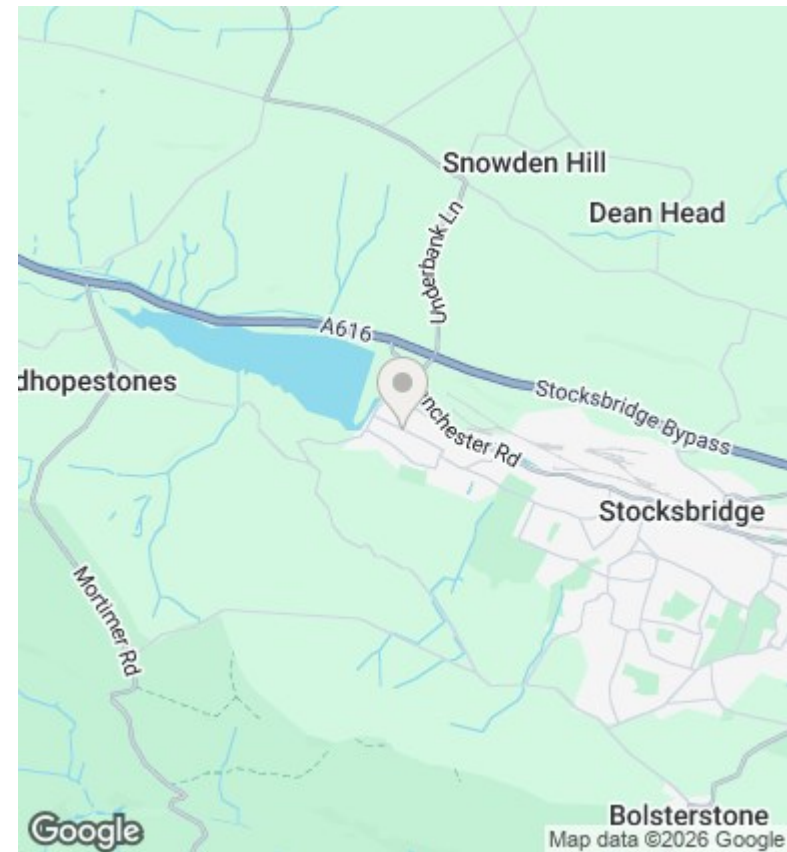 Snowden Hill
Dean Head
Underbank Ln
A616
dhopestones
Stocksbridge Bypass
nchester Rd
Stocksbridge
Mortimer Rd
Bolsterstone
Google
Map data ©2026 Google